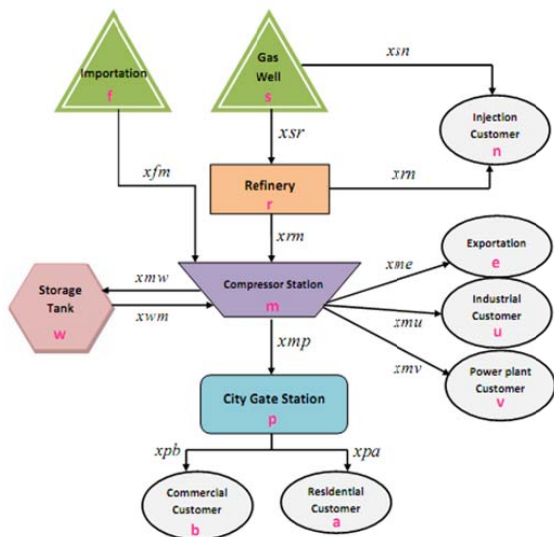 Importation
f
Gas
Well
s
xsn
Injection
Customer
n
xsr
xfm
Refinery
r
xrn
xrm
Exportation
e
xme
Storage
Tank
w
xmw
xwm
Compressor Station
m
Industrial
Customer
u
xmu
xmv
Power plant
Customer
v
xmp
City Gate Station
p
xpb
xpa
Commercial
Customer
b
Residential
Customer
a